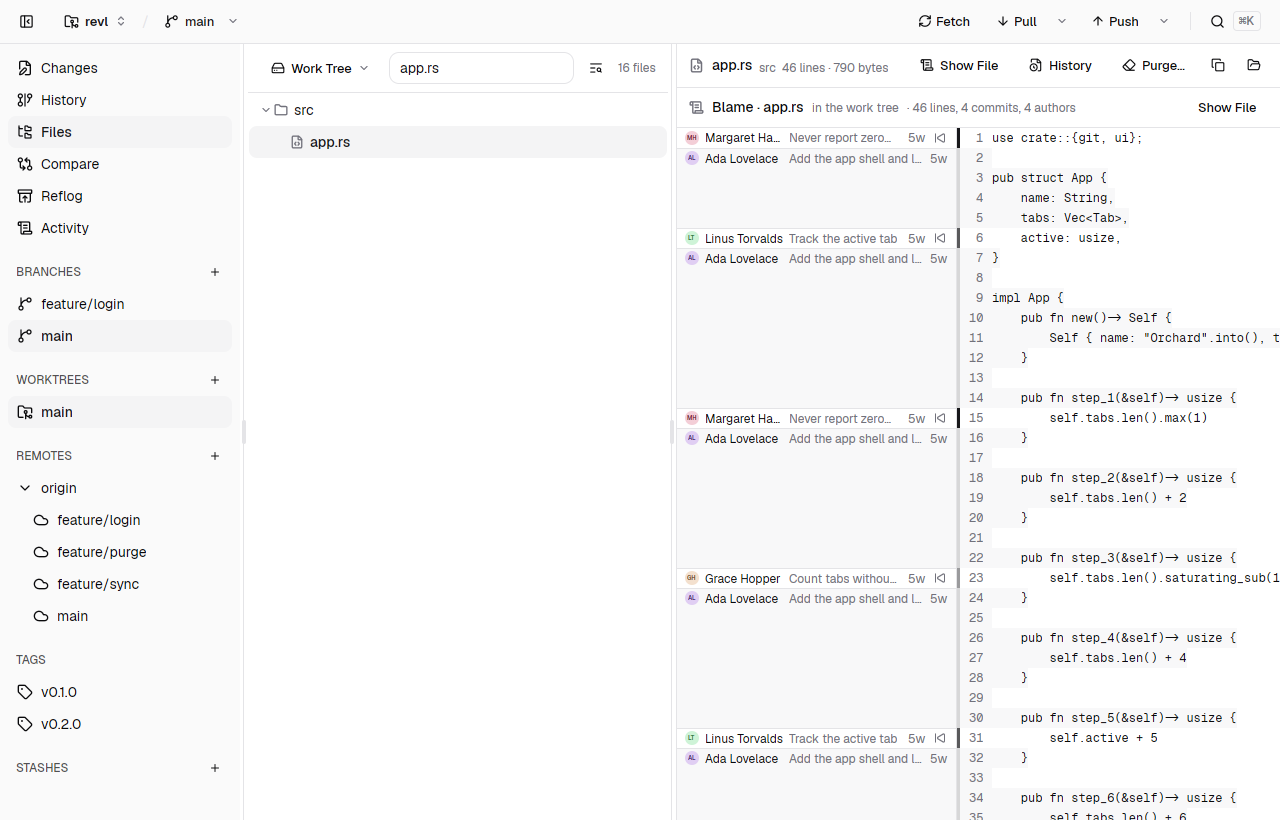 revl / main Fetch Pull Push ⌘K
Changes
History
Files
Compare
Reflog
Activity
BRANCHES +
feature/login
main
WORKTREES +
main
REMOTES +
origin
feature/login
feature/purge
feature/sync
main
TAGS
v0.1.0
v0.2.0
STASHES +
Work Tree app.rs 16 files
src
app.rs
app.rs src 46 lines · 790 bytes Show File History Purge…
Blame · app.rs in the work tree · 46 lines, 4 commits, 4 authors Show File
MH Margaret Ha… Never report zero… 5w
AL Ada Lovelace Add the app shell and l… 5w
LT Linus Torvalds Track the active tab 5w
AL Ada Lovelace Add the app shell and l… 5w
MH Margaret Ha… Never report zero… 5w
AL Ada Lovelace Add the app shell and l… 5w
GH Grace Hopper Count tabs withou… 5w
AL Ada Lovelace Add the app shell and l… 5w
LT Linus Torvalds Track the active tab 5w
AL Ada Lovelace Add the app shell and l… 5w
1 use crate::{git, ui};
2
3 pub struct App {
4 name: String,
5 tabs: Vec<Tab>,
6 active: usize,
7 }
8
9 impl App {
10 pub fn new()-> Self {
11 Self { name: "Orchard".into(), t
12 }
13
14 pub fn step_1(&self)-> usize {
15 self.tabs.len().max(1)
16 }
17
18 pub fn step_2(&self)-> usize {
19 self.tabs.len() + 2
20 }
21
22 pub fn step_3(&self)-> usize {
23 self.tabs.len().saturating_sub(1
24 }
25
26 pub fn step_4(&self)-> usize {
27 self.tabs.len() + 4
28 }
29
30 pub fn step_5(&self)-> usize {
31 self.active + 5
32 }
33
34 pub fn step_6(&self)-> usize {
35 self.tabs.len() + 6